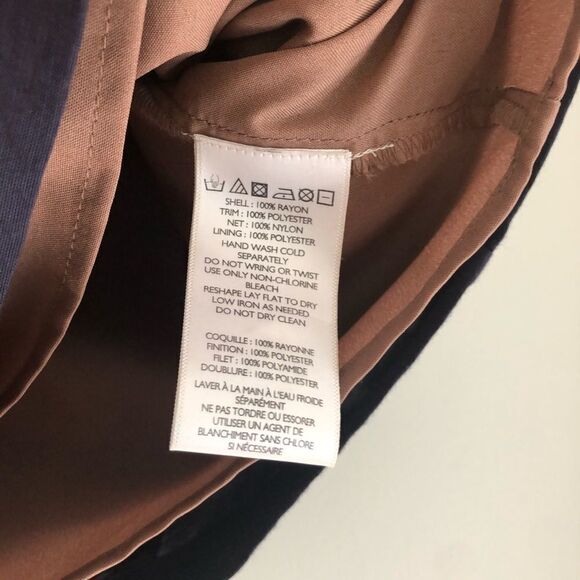 SHELL : 100% RAYON
TRIM : 100% POLYESTER
NET : 100% NYLON
LINING : 100% POLYESTER
HAND WASH COLD
SEPARATELY
DO NOT WRING OR TWIST
USE ONLY NON-CHLORINE
BLEACH
RESHAPE LAY FLAT TO DRY
LOW IRON AS NEEDED
DO NOT DRY CLEAN
COQUILLE : 100% RAYONNE
FINITION : 100% POLYESTER
FILET : 100% POLYAMIDE
DOUBLURE : 100% POLYESTER
LAVER À LA MAIN À L'EAU FROIDE
SÉPARÉMENT
NE PAS TORDRE OU ESSORER
UTILISER UN AGENT DE
BLANCHIMENT SANS CHLORE
SI NÉCESSAIRE